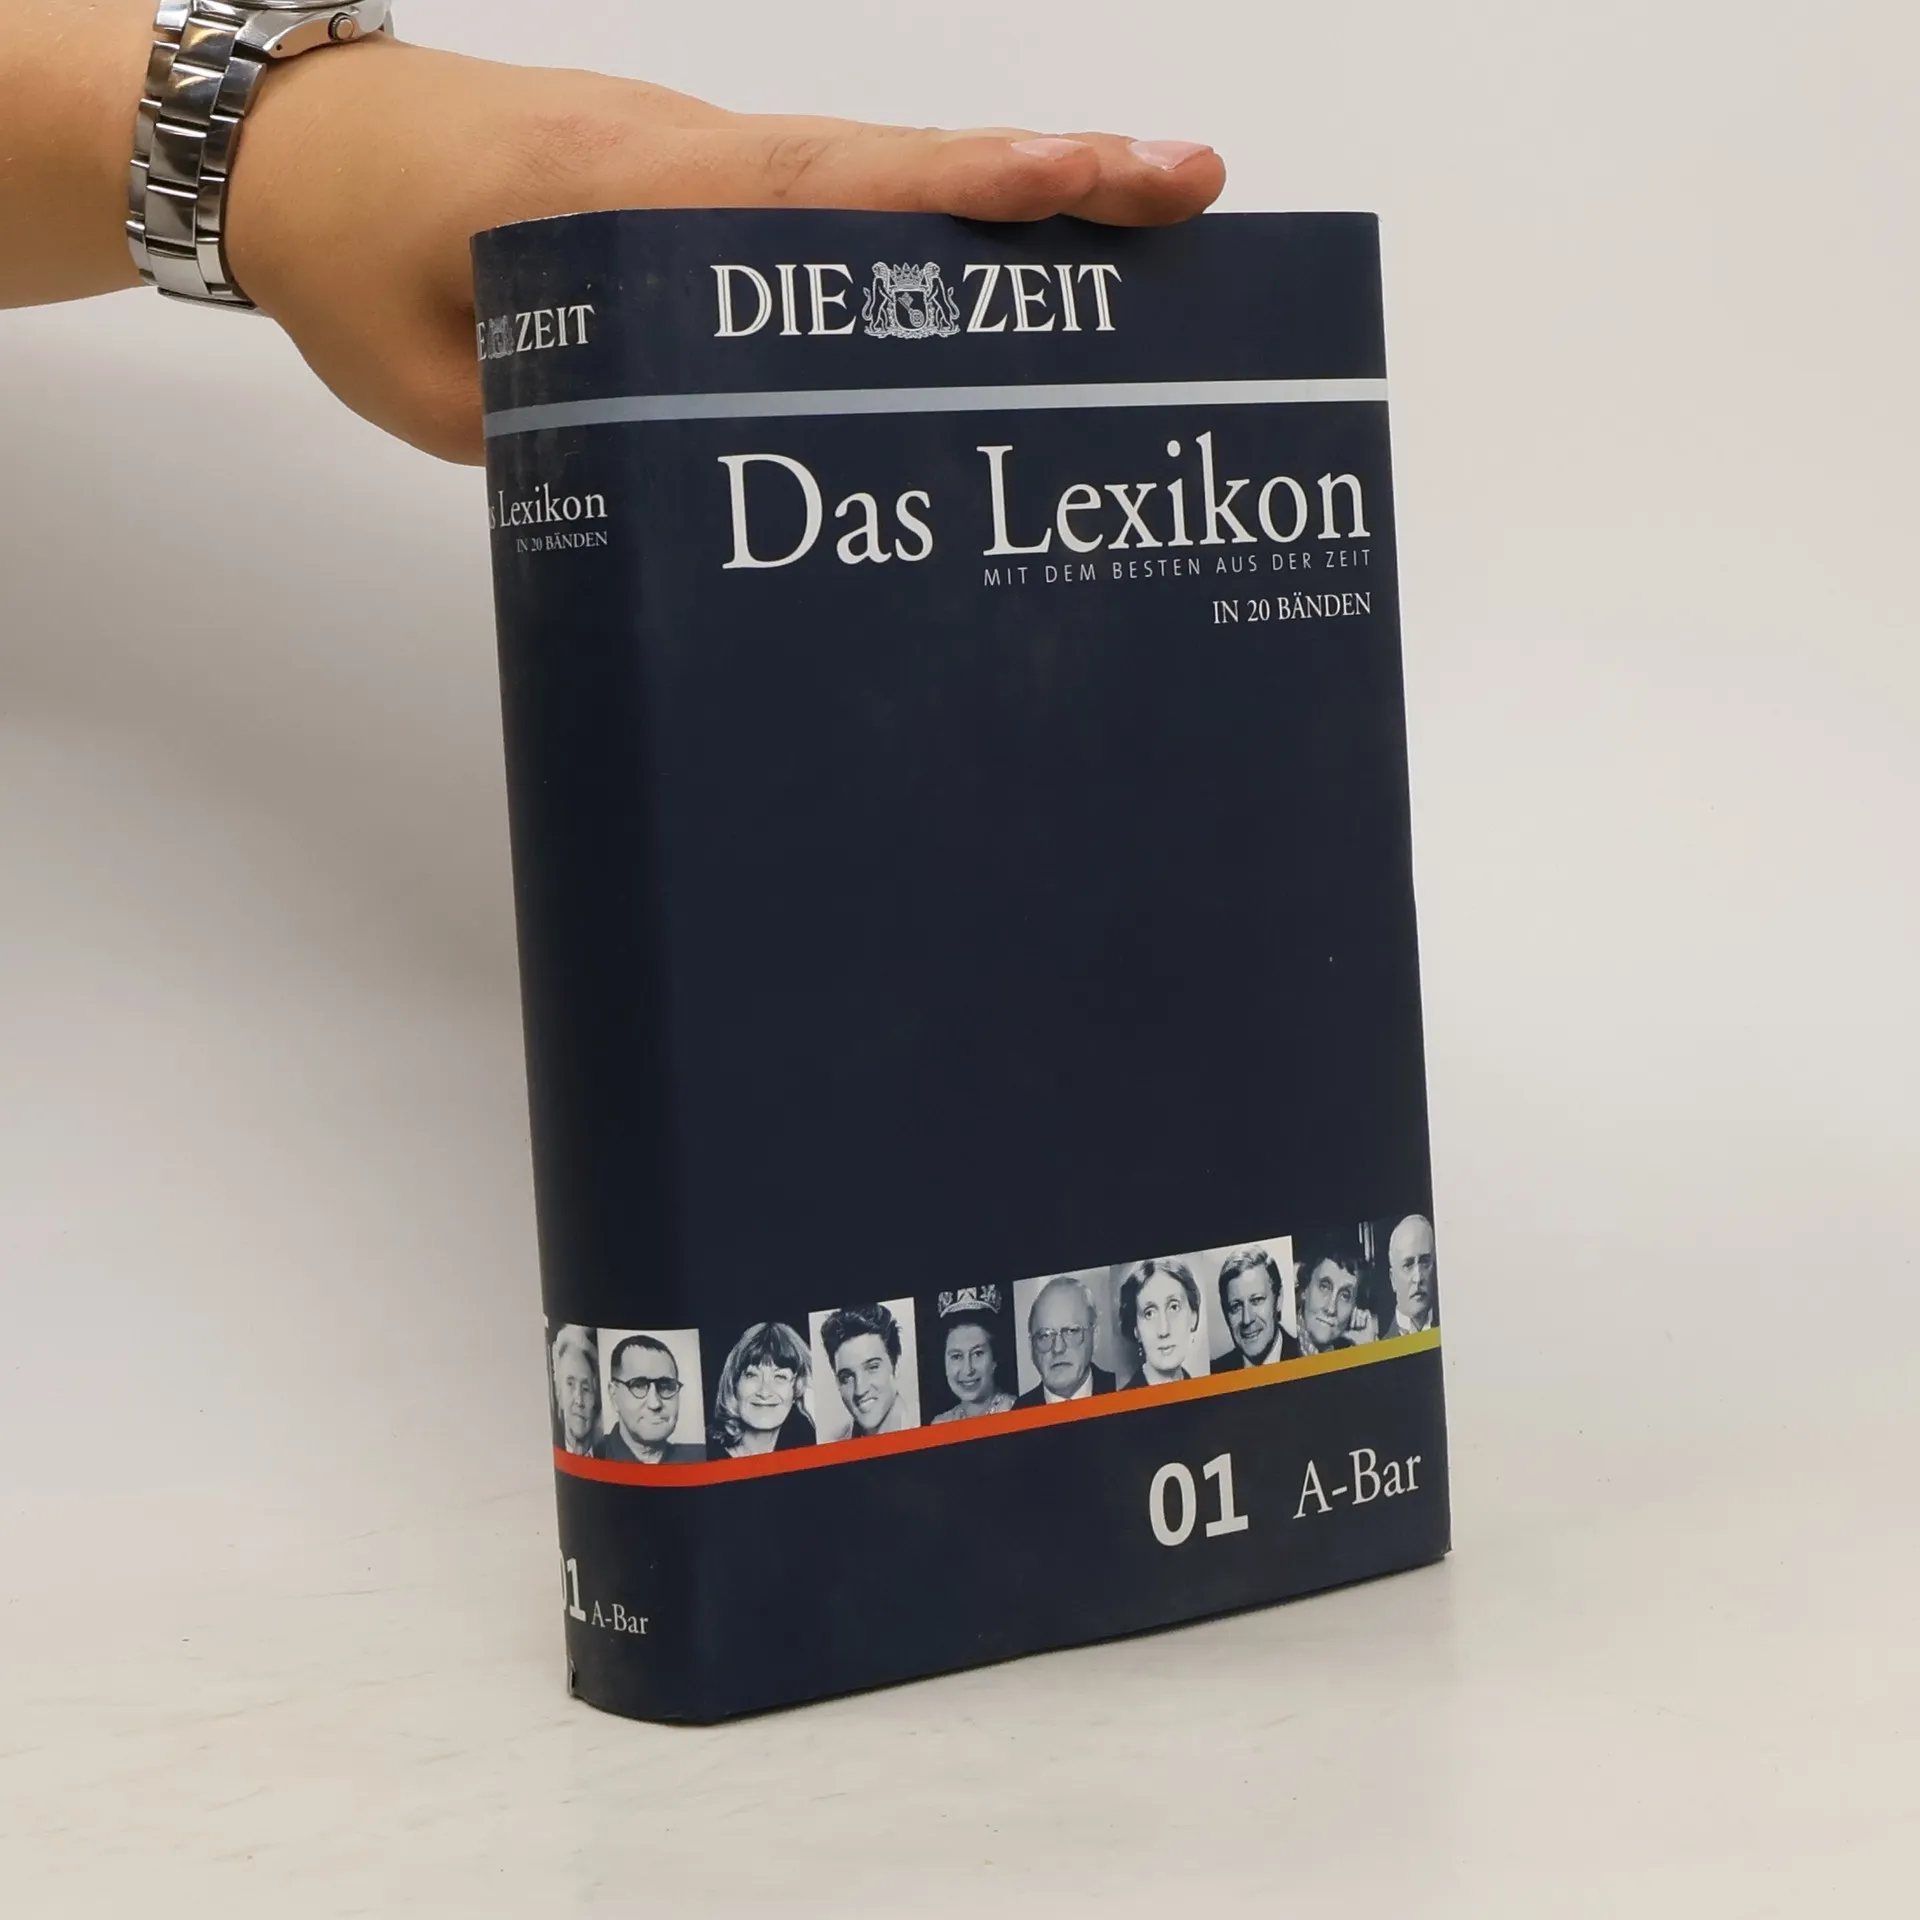 DIE ZEIT
Das Lexikon
MIT DEM BESTEN AUS DER ZEIT
IN 20 BÄNDEN
01 A-Bar
ZEIT
Lexikon
IN 20 BÄNDEN
01 A-Bar